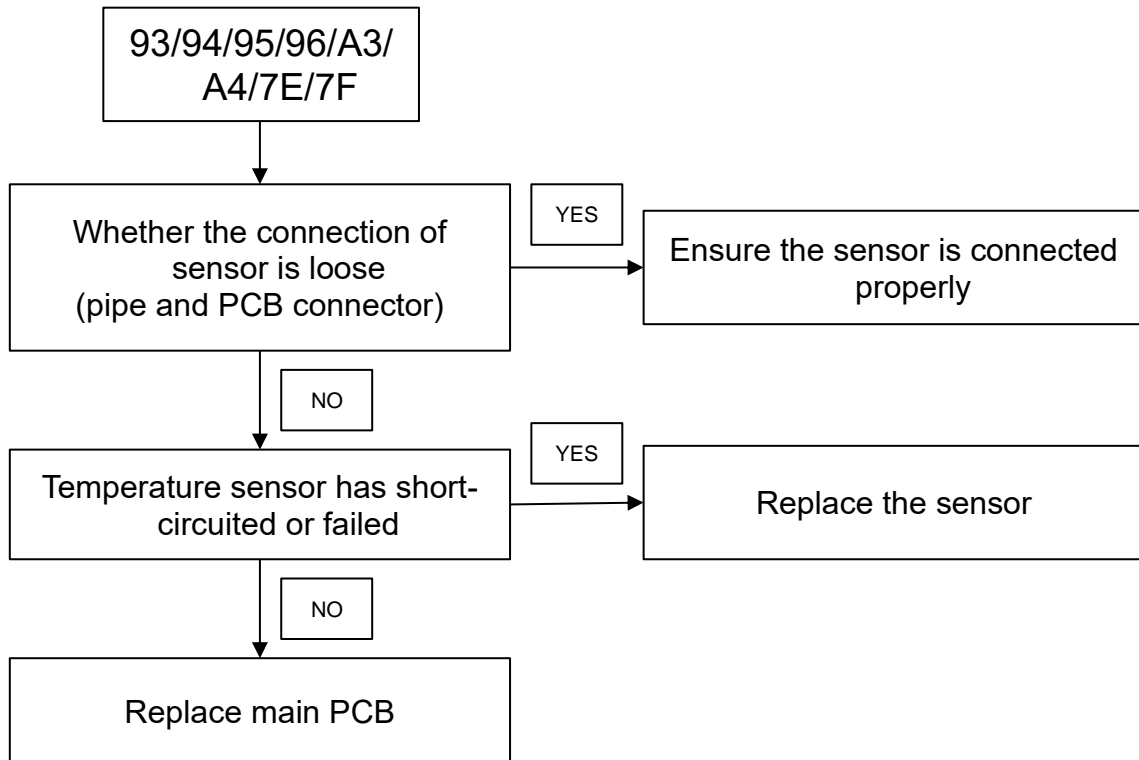 93/94/95/96/A3/
A4/7E/7F
Whether the connection of
sensor is loose
(pipe and PCB connector)
YES
Ensure the sensor is connected
properly
NO
Temperature sensor has short-
circuited or failed
YES
Replace the sensor
NO
Replace main PCB